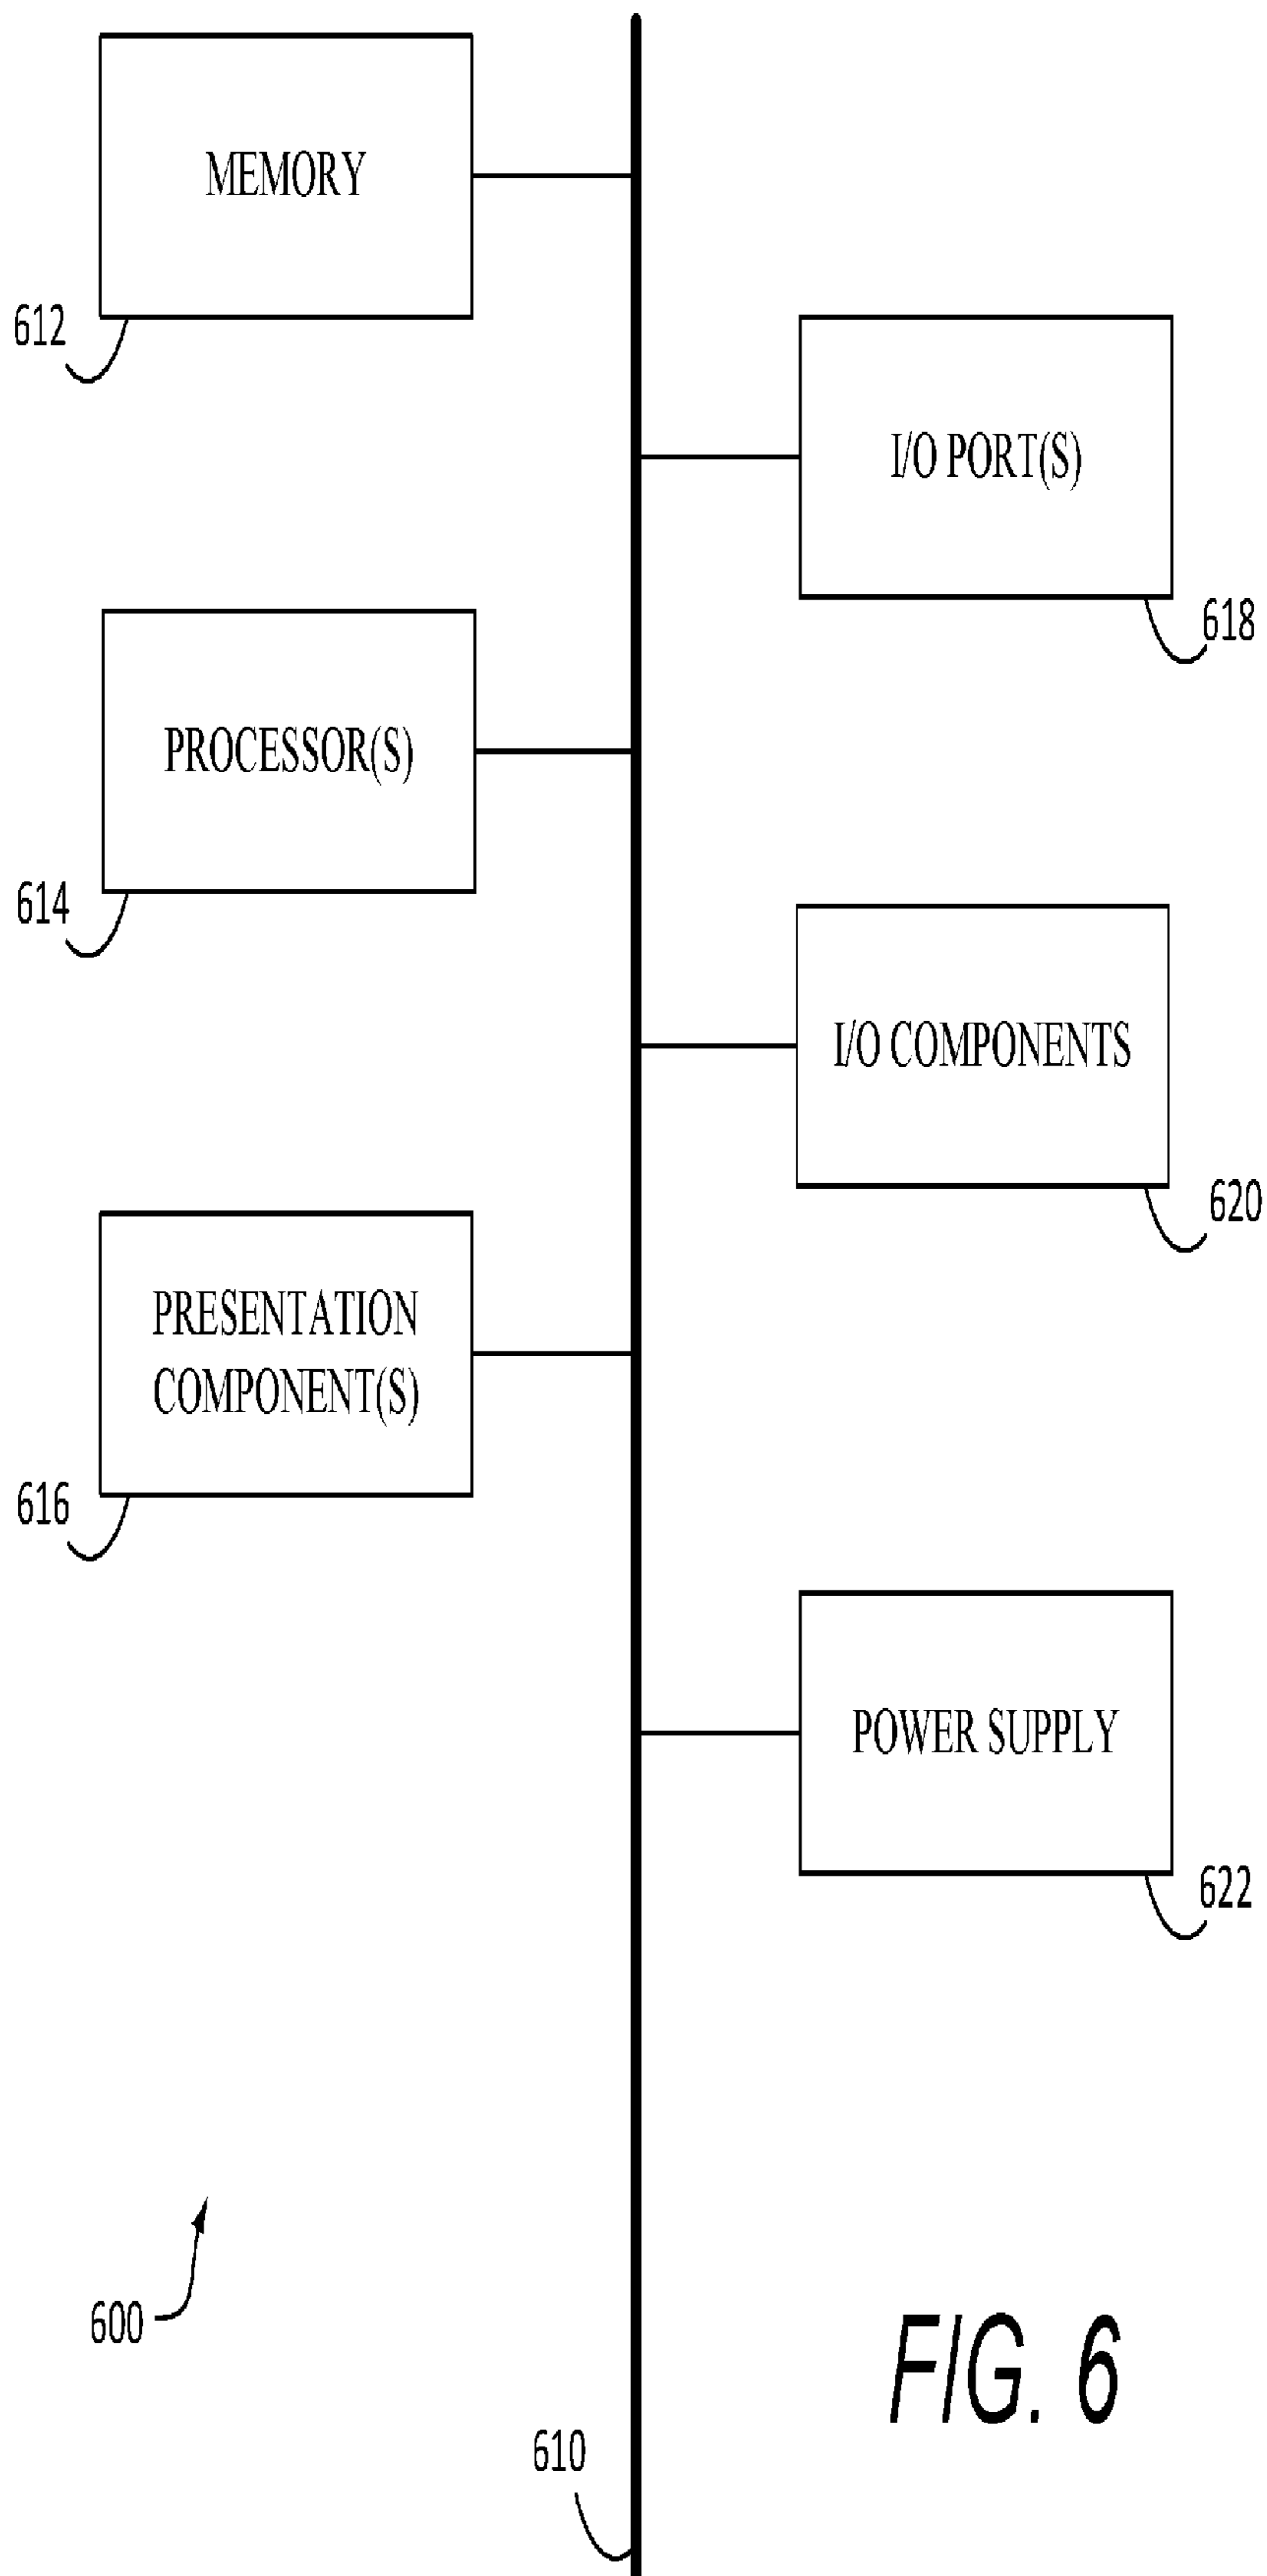 MEMORY
612
I/O PORT(S)
618
PROCESSOR(S)
614
I/O COMPONENTS
620
PRESENTATION
COMPONENT(S)
616
POWER SUPPLY
622
600
FIG. 6
610